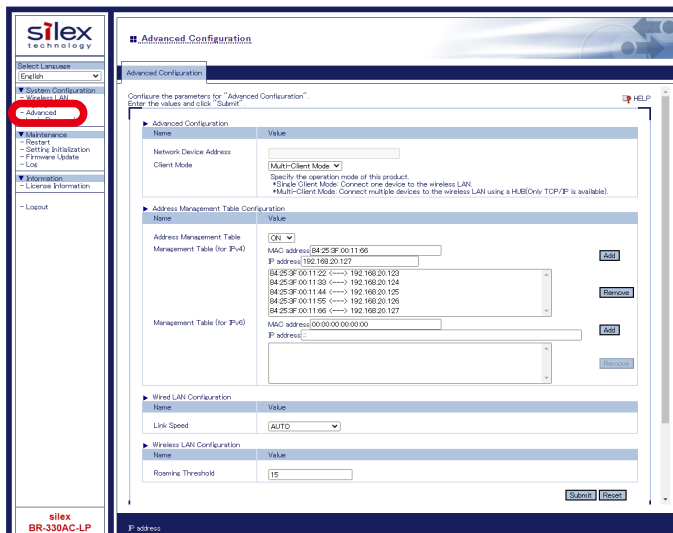 silex
technology
Select Language
English
▼ System Configuration
- Wireless LAN
- Advanced
▼ Maintenance
- Restart
- Setting Initialization
- Firmware Update
- Log
▼ Information
- License Information
- Logout
silex
BR-330AC-LP
Advanced Configuration
Advanced Configuration
Configure the parameters for "Advanced Configuration".
Enter the values and click "Submit".
HELP
▶ Advanced Configuration
Name Value
Network Device Address
Client Mode Multi-Client Mode
Specify the operation mode of this product.
*Single Client Mode: Connect one device to the wireless LAN.
*Multi-Client Mode: Connect multiple devices to the wireless LAN using a HUB(Only TCP/IP is available).
▶ Address Management Table Configuration
Name Value
Address Management Table ON
Management Table (for IPv4) MAC address 84:25:3F:00:11:66
IP address 192.168.20.127
Add
84:25:3F:00:11:22 <---> 192.168.20.123
84:25:3F:00:11:33 <---> 192.168.20.124
84:25:3F:00:11:44 <---> 192.168.20.125
84:25:3F:00:11:55 <---> 192.168.20.126
84:25:3F:00:11:66 <---> 192.168.20.127
Remove
Management Table (for IPv6) MAC address 00:00:00:00:00:00
IP address ::
Add
Remove
▶ Wired LAN Configuration
Name Value
Link Speed AUTO
▶ Wireless LAN Configuration
Name Value
Roaming Threshold 15
Submit Reset
IP address